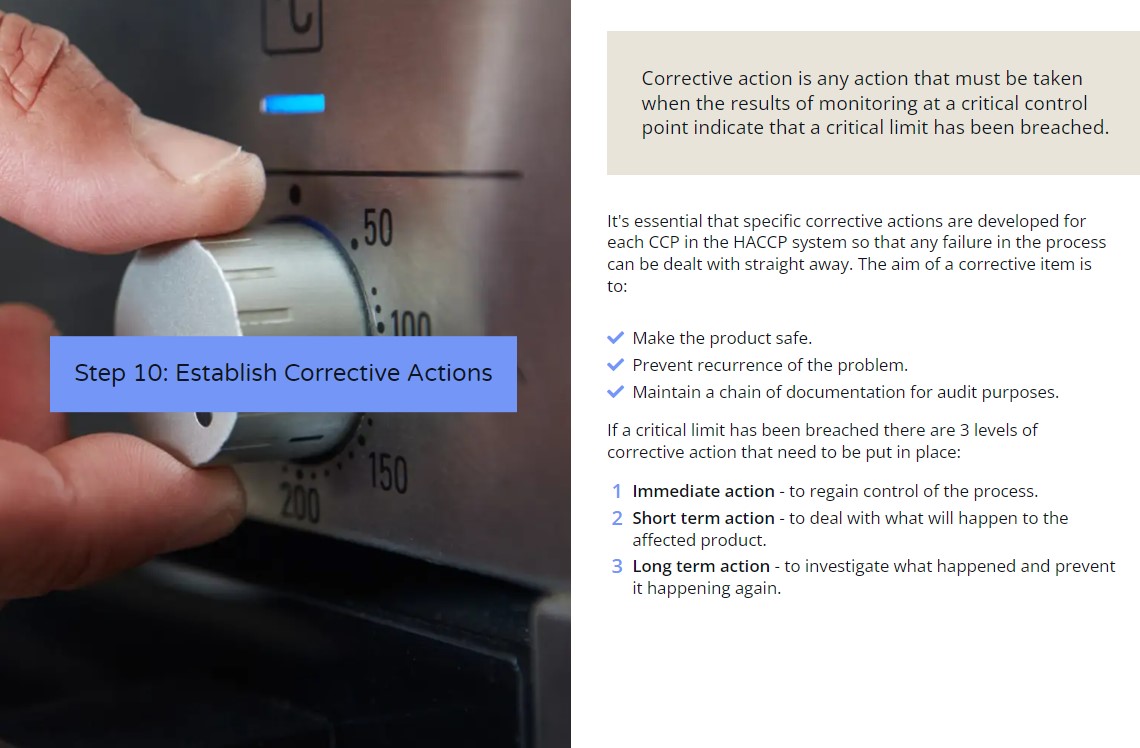 C
50
100
Step 10: Establish Corrective Actions
150
200
Corrective action is any action that must be taken
when the results of monitoring at a critical control
point indicate that a critical limit has been breached.
It's essential that specific corrective actions are developed for
each CCP in the HACCP system so that any failure in the process
can be dealt with straight away. The aim of a corrective item is
to:
Make the product safe.
Prevent recurrence of the problem.
Maintain a chain of documentation for audit purposes.
If a critical limit has been breached there are 3 levels of
corrective action that need to be put in place:
1 Immediate action - to regain control of the process.
2 Short term action - to deal with what will happen to the
affected product.
3 Long term action - to investigate what happened and prevent
it happening again.